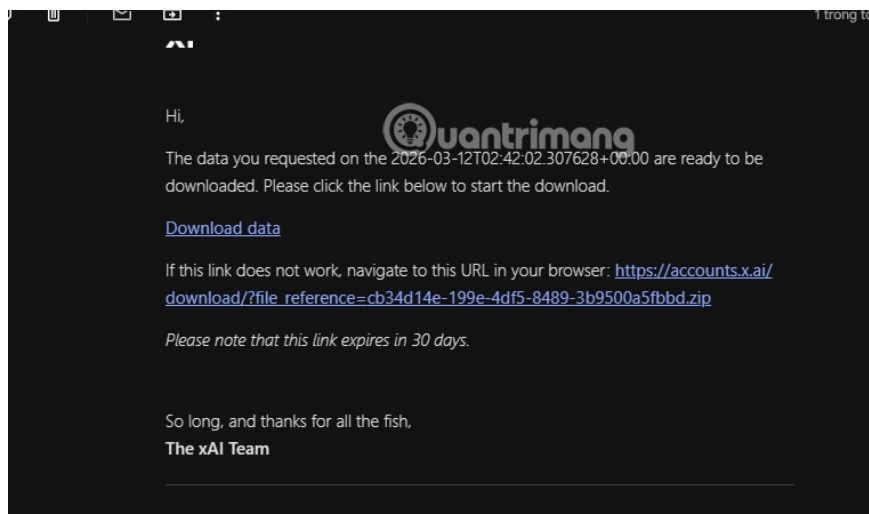 1 trong
xAI
Hi,
Quantrimang
The data you requested on the 2026-03-12T02:42:02.307628+00:00 are ready to be
downloaded. Please click the link below to start the download.
Download data
If this link does not work, navigate to this URL in your browser: https://accounts.x.ai/
download/?file_reference=cb34d14e-199e-4df5-8489-3b9500a5fbbd.zip
Please note that this link expires in 30 days.
So long, and thanks for all the fish,
The xAI Team